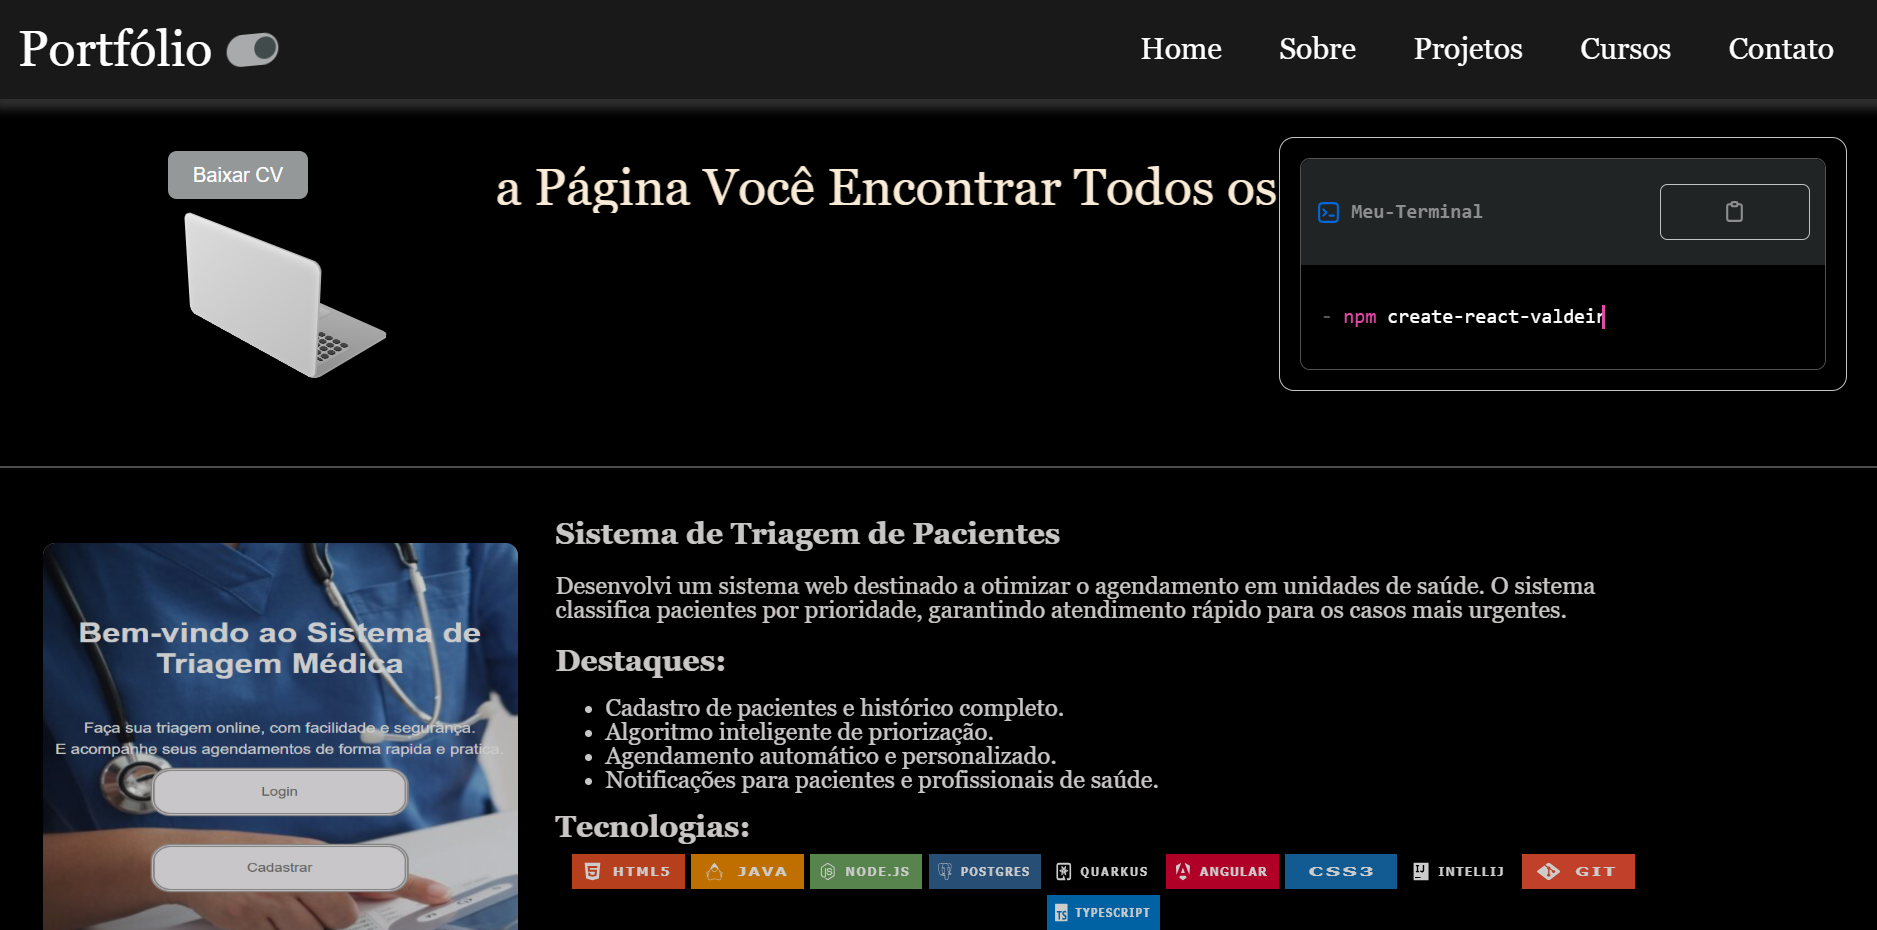 Portfólio
Home Sobre Projetos Cursos Contato
Baixar CV
a Página Você Encontrar Todos os
Meu-Terminal
- npm create-react-valdeir
Bem-vindo ao Sistema de
Triagem Médica
Faça sua triagem online, com facilidade e segurança.
E acompanhe seus agendamentos de forma rapida e pratica.
Login
Cadastrar
Sistema de Triagem de Pacientes
Desenvolvi um sistema web destinado a otimizar o agendamento em unidades de saúde. O sistema
classifica pacientes por prioridade, garantindo atendimento rápido para os casos mais urgentes.
Destaques:
• Cadastro de pacientes e histórico completo.
• Algoritmo inteligente de priorização.
• Agendamento automático e personalizado.
• Notificações para pacientes e profissionais de saúde.
Tecnologias:
HTML5 JAVA NODE.JS POSTGRES QUARKUS ANGULAR CSS3 INTELLIJ GIT
TYPESCRIPT